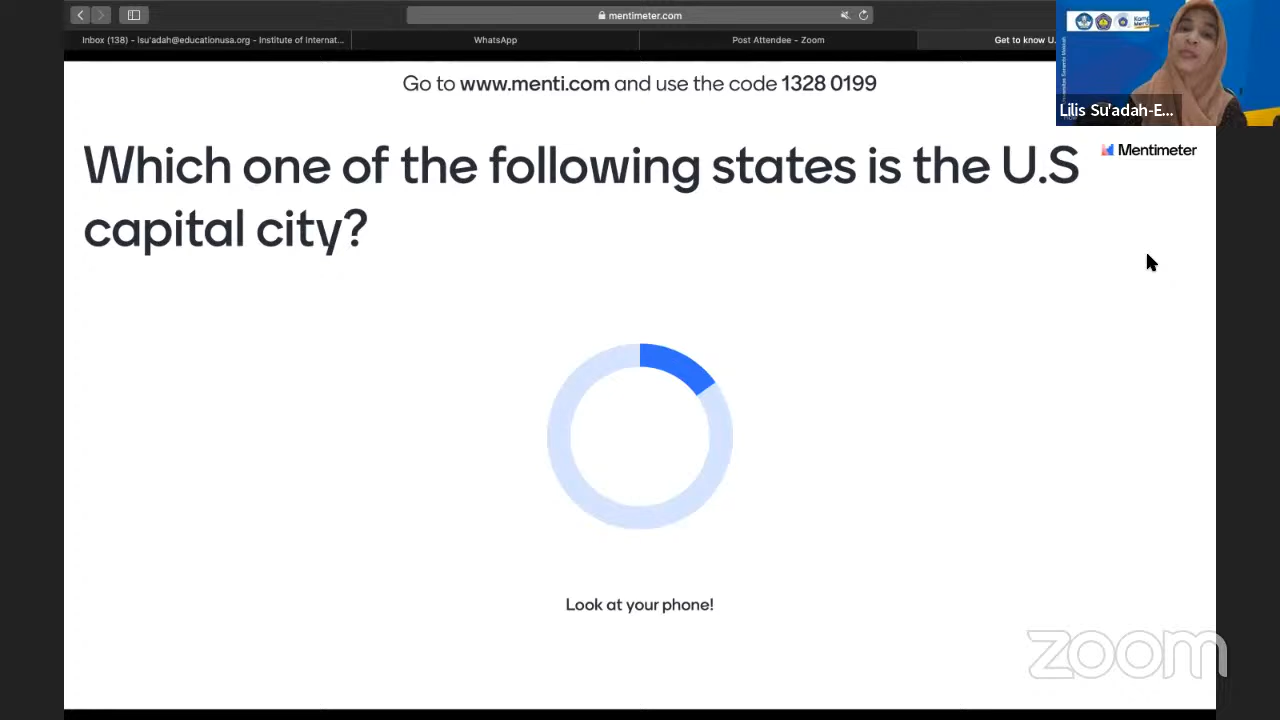 mentimeter.com
Inbox (138) - lsu'adah@educationusa.org - Institute of Internat...
WhatsApp
Post Attendee - Zoom
Get to know U.
Go to www.menti.com and use the code 1328 0199
Lilis Su'adah-E...
Which one of the following states is the U.S
capital city?
Mentimeter
Look at your phone!
zoom